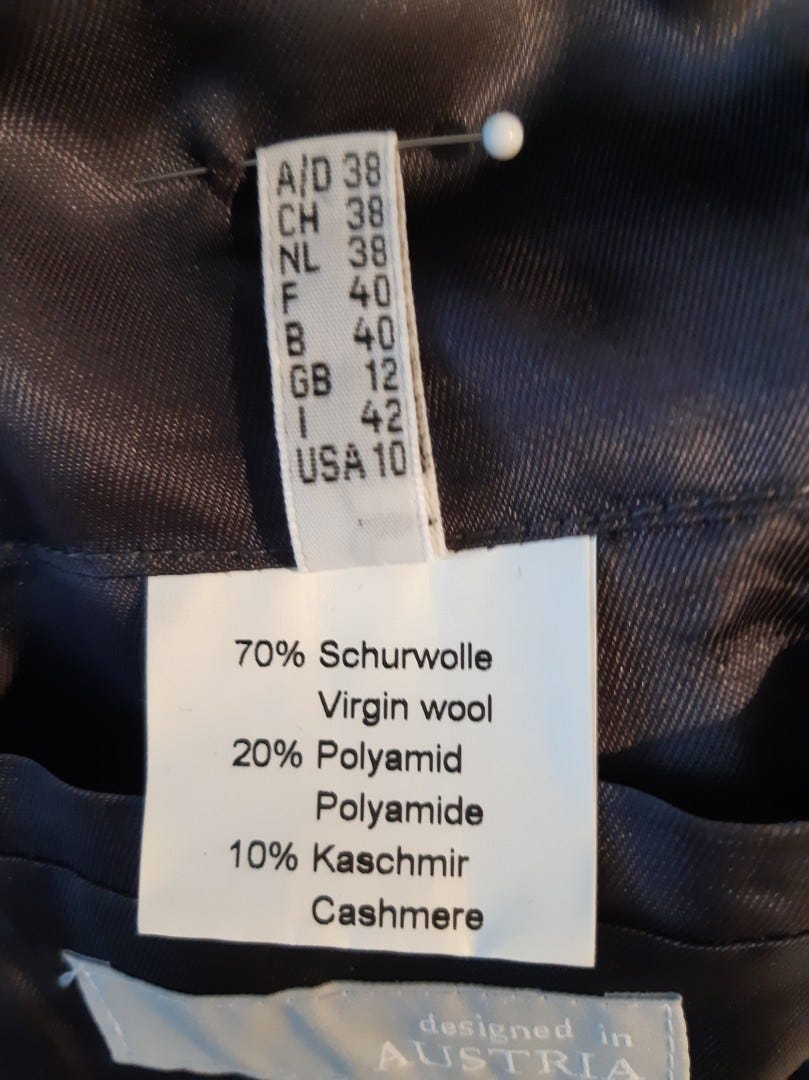 A/D 38
CH 38
NL 38
F 40
B 40
GB 12
I 42
USA 10
70% Schurwolle
Virgin wool
20% Polyamid
Polyamide
10% Kaschmir
Cashmere
designed in
AUSTRIA